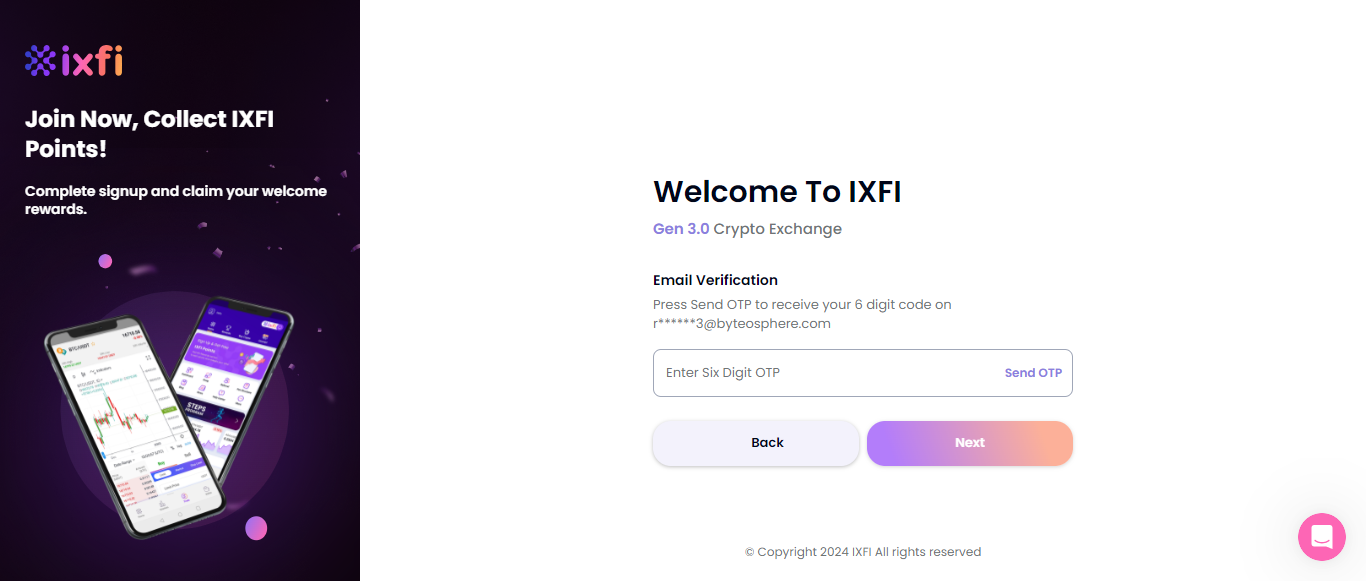 ixfi
Join Now, Collect IXFI
Points!
Complete signup and claim your welcome
rewards.
Welcome To IXFI
Gen 3.0 Crypto Exchange
Email Verification
Press Send OTP to receive your 6 digit code on
r******3@byteosphere.com
Enter Six Digit OTP Send OTP
Back Next
© Copyright 2024 IXFI All rights reserved